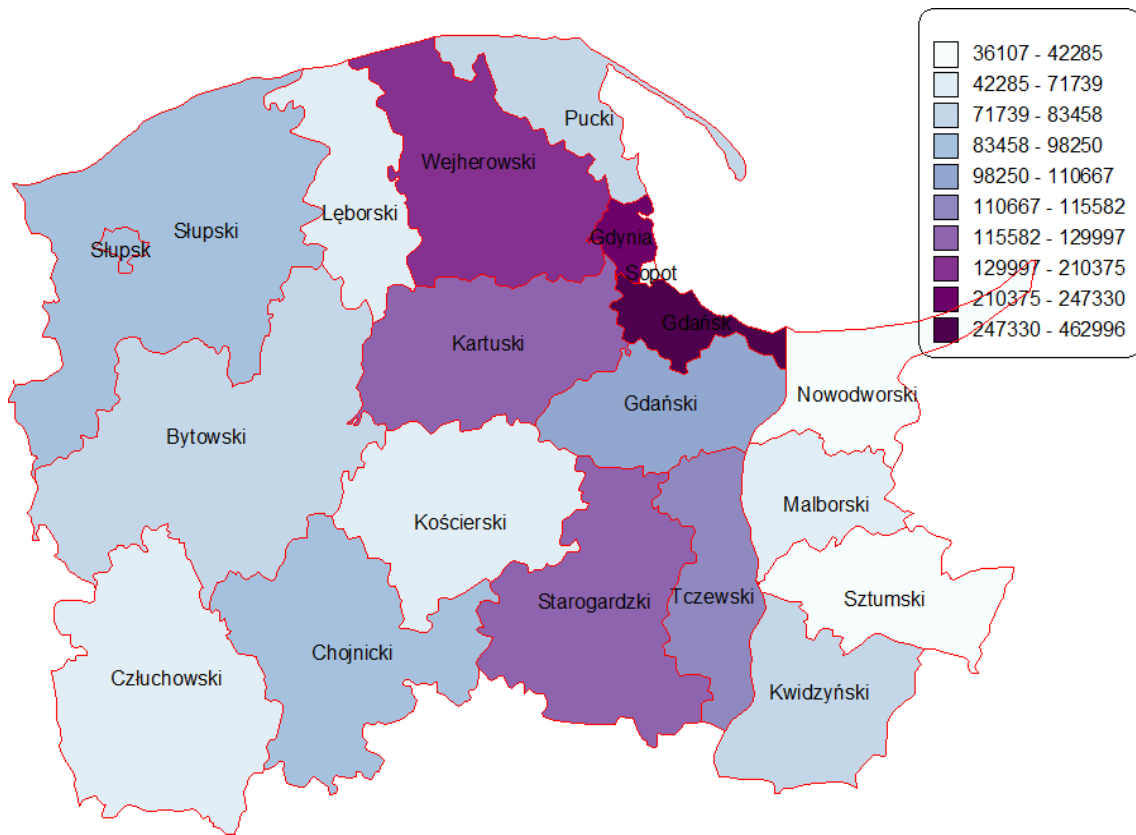 36107 - 42285
42285 - 71739
71739 - 83458
83458 - 98250
98250 - 110667
110667 - 115582
115582 - 129997
129997 - 210375
210375 - 247330
247330 - 462996
Pucki
Wejherowski
Lęborski
Słupski
Słupsk
Gdynia
Sopot
Gdańsk
Kartuski
Nowodworski
Gdański
Bytowski
Malborski
Kościerski
Sztumski
Starogardzki
Tczewski
Chojnicki
Człuchowski
Kwidzyński